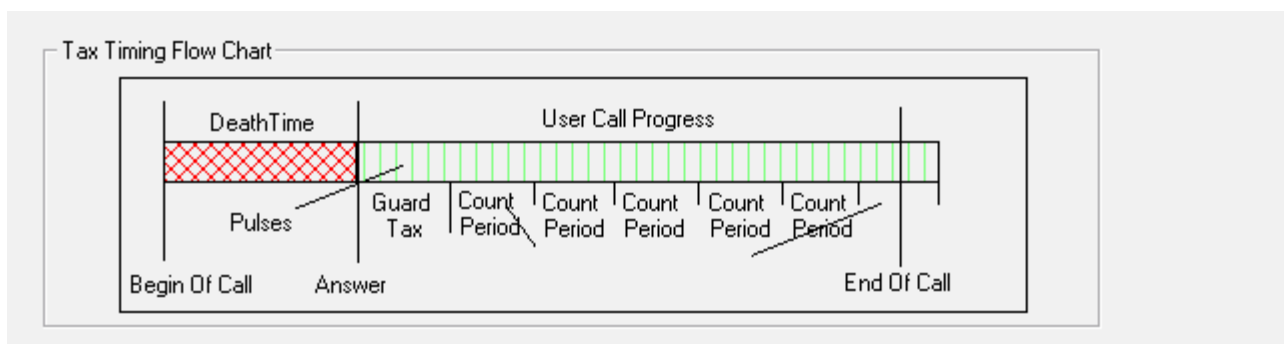 Tax Timing Flow Chart
DeathTime
User Call Progress
Pulses
Guard Tax
Count Period
Count Period
Count Period
Count Period
Count Period
Begin Of Call
Answer
End Of Call